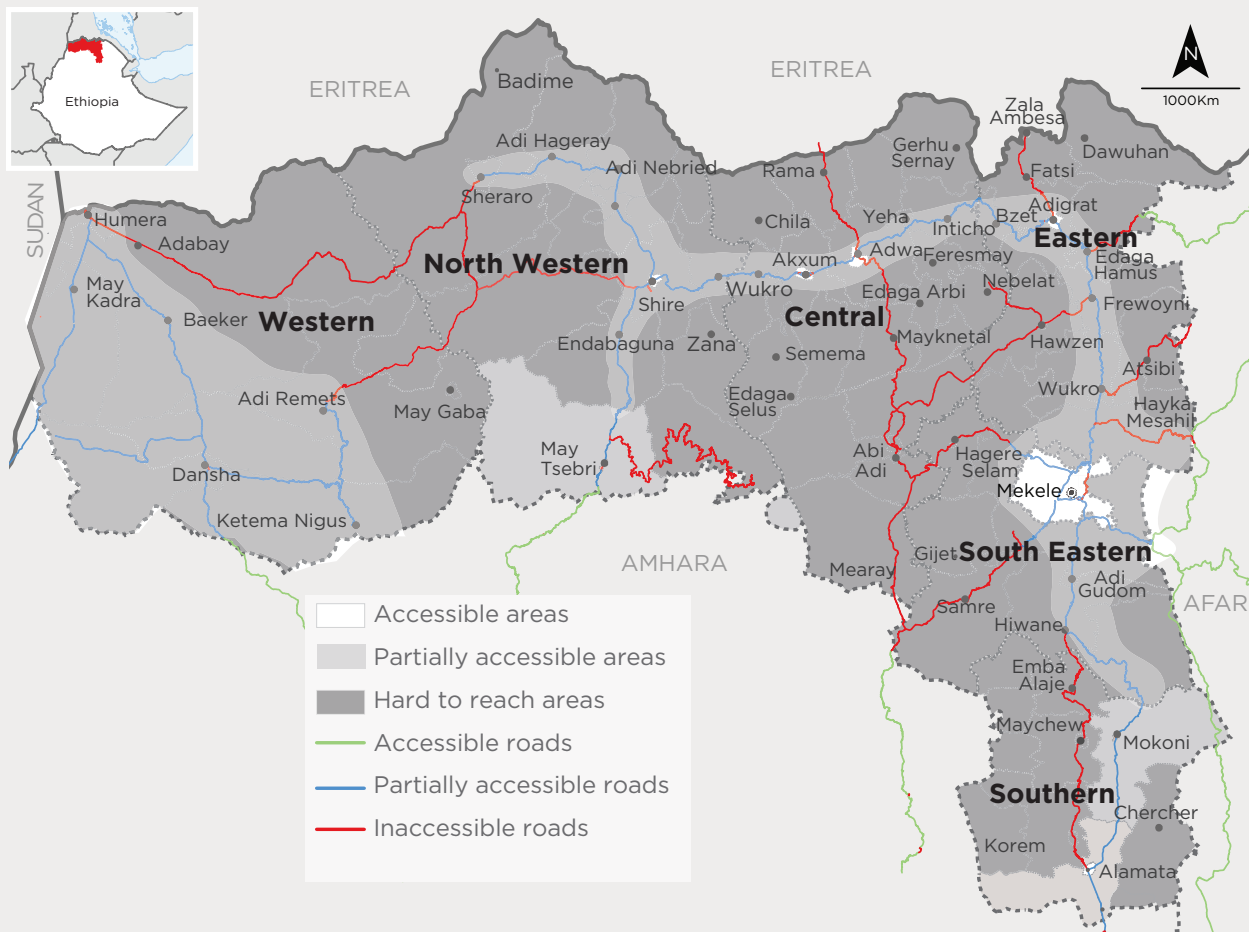 Ethiopia
ERITREA
ERITREA
N
1000Km
SUDAN
Badime
Zala
Ambesa
Adi Hageray
Gerhu
Sernay
Dawuhan
Adi Nebried
Rama
Fatsi
Sheraro
Adigrat
Humera
Chila
Yeha
Bzet
Inticho
Eastern
Adabay
Adwa
Feresmay
Edaga
Hamus
North Western
Akxum
Nebelat
May
Kadra
Wukro
Edaga Arbi
Shire
Frewoyni
Baeker
Western
Central
Endabaguna
Zana
Mayknetal
Hawzen
Semema
Atsibi
Adi Remets
May Gaba
Edaga
Selus
Wukro
Hayka
Mesahil
May
Tsebri
Abi
Adi
Hagere
Selam
Dansha
Mekele
Ketema Nigus
Gijet
South Eastern
AMHARA
Mearay
Adi
Gudom
Samre
AFAR
Hiwane
Emba
Alaje
Maychew
Mokoni
Southern
Chercher
Korem
Alamata
Accessible areas
Partially accessible areas
Hard to reach areas
Accessible roads
Partially accessible roads
Inaccessible roads